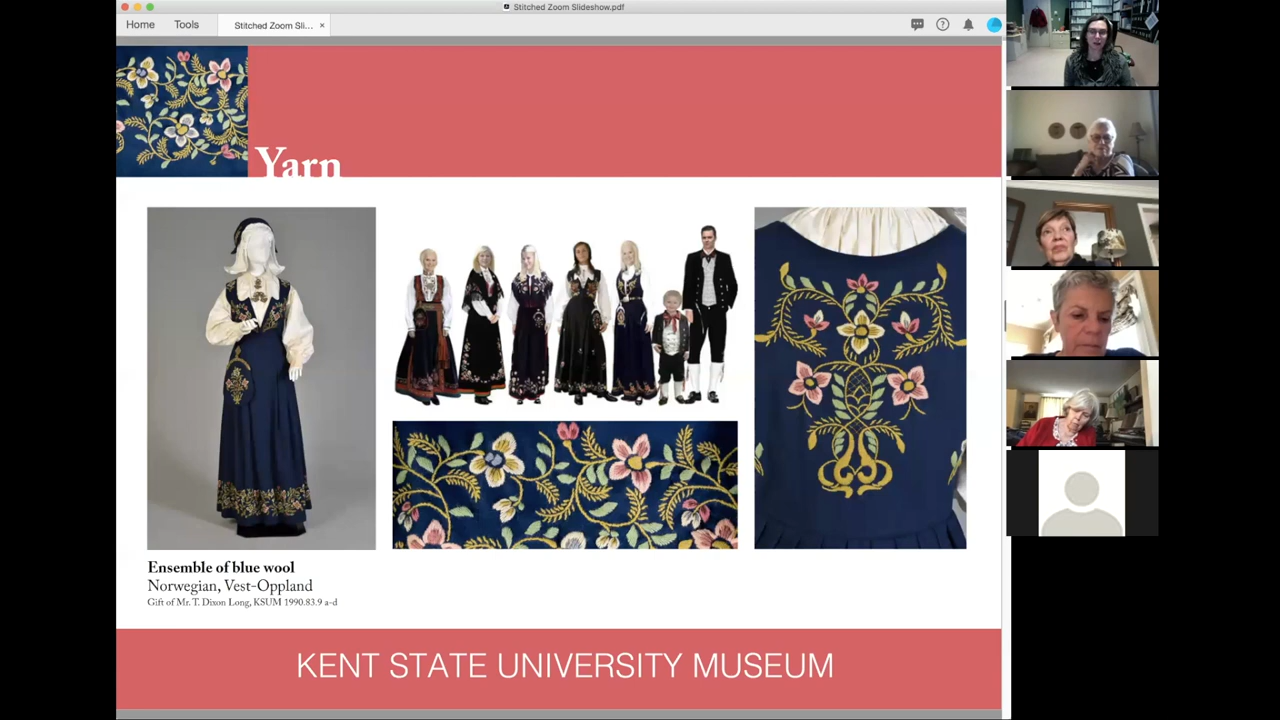 Stitched Zoom Slideshow.pdf
Home
Tools
Stitched Zoom Sli...
Yarn
Ensemble of blue wool
Norwegian, Vest-Oppland
Gift of Mr. T. Dixon Long, KSUM 1990.83.9 a-d
KENT STATE UNIVERSITY MUSEUM